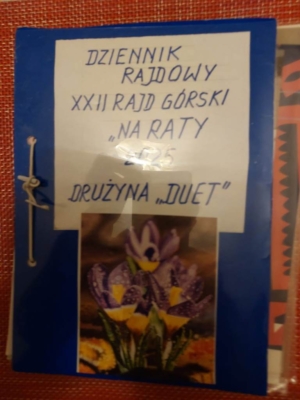 DZIENNIK
RAJDOWY
XXII RAJD GÓRSKI
„NA RATY
DRUŻYNA „DUET"